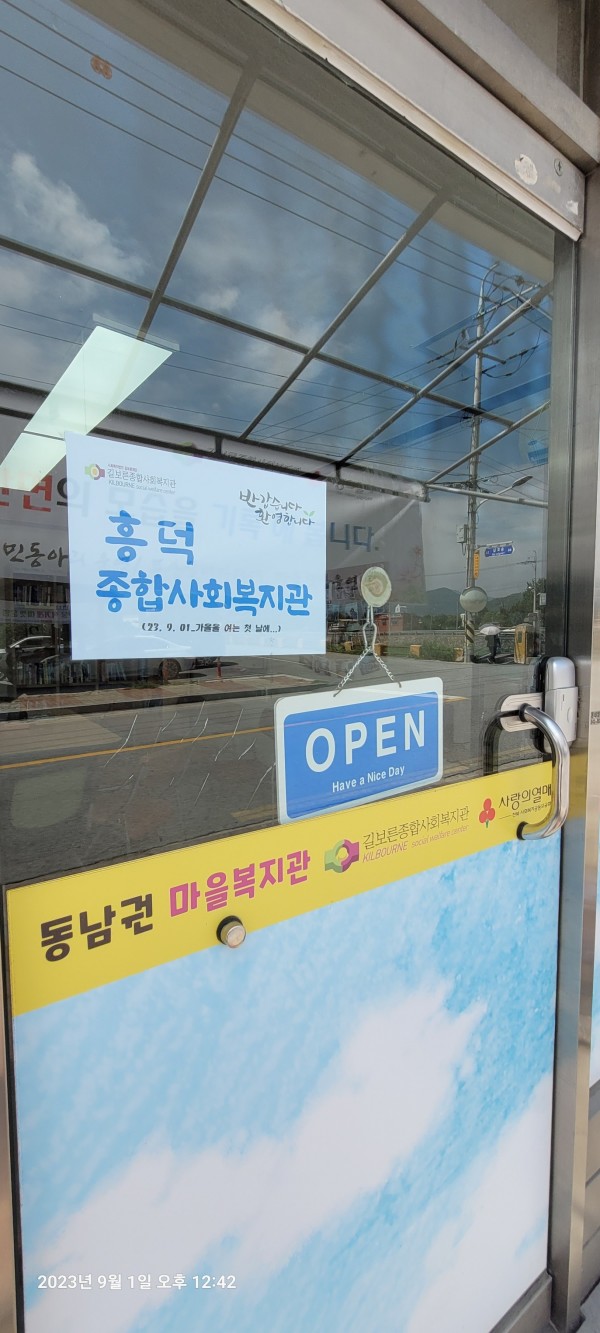 길보른종합사회복지관
KILBOURNE social welfare center
반갑습니다
환영합니다
흥덕
종합사회복지관
(23. 9. 01_가을을 여는 첫 날에...)
OPEN
Have a Nice Day
동남권 마을복지관
길보른종합사회복지관
KILBOURNE social welfare center
사랑의열매
2023년 9월 1일 오후 12:42